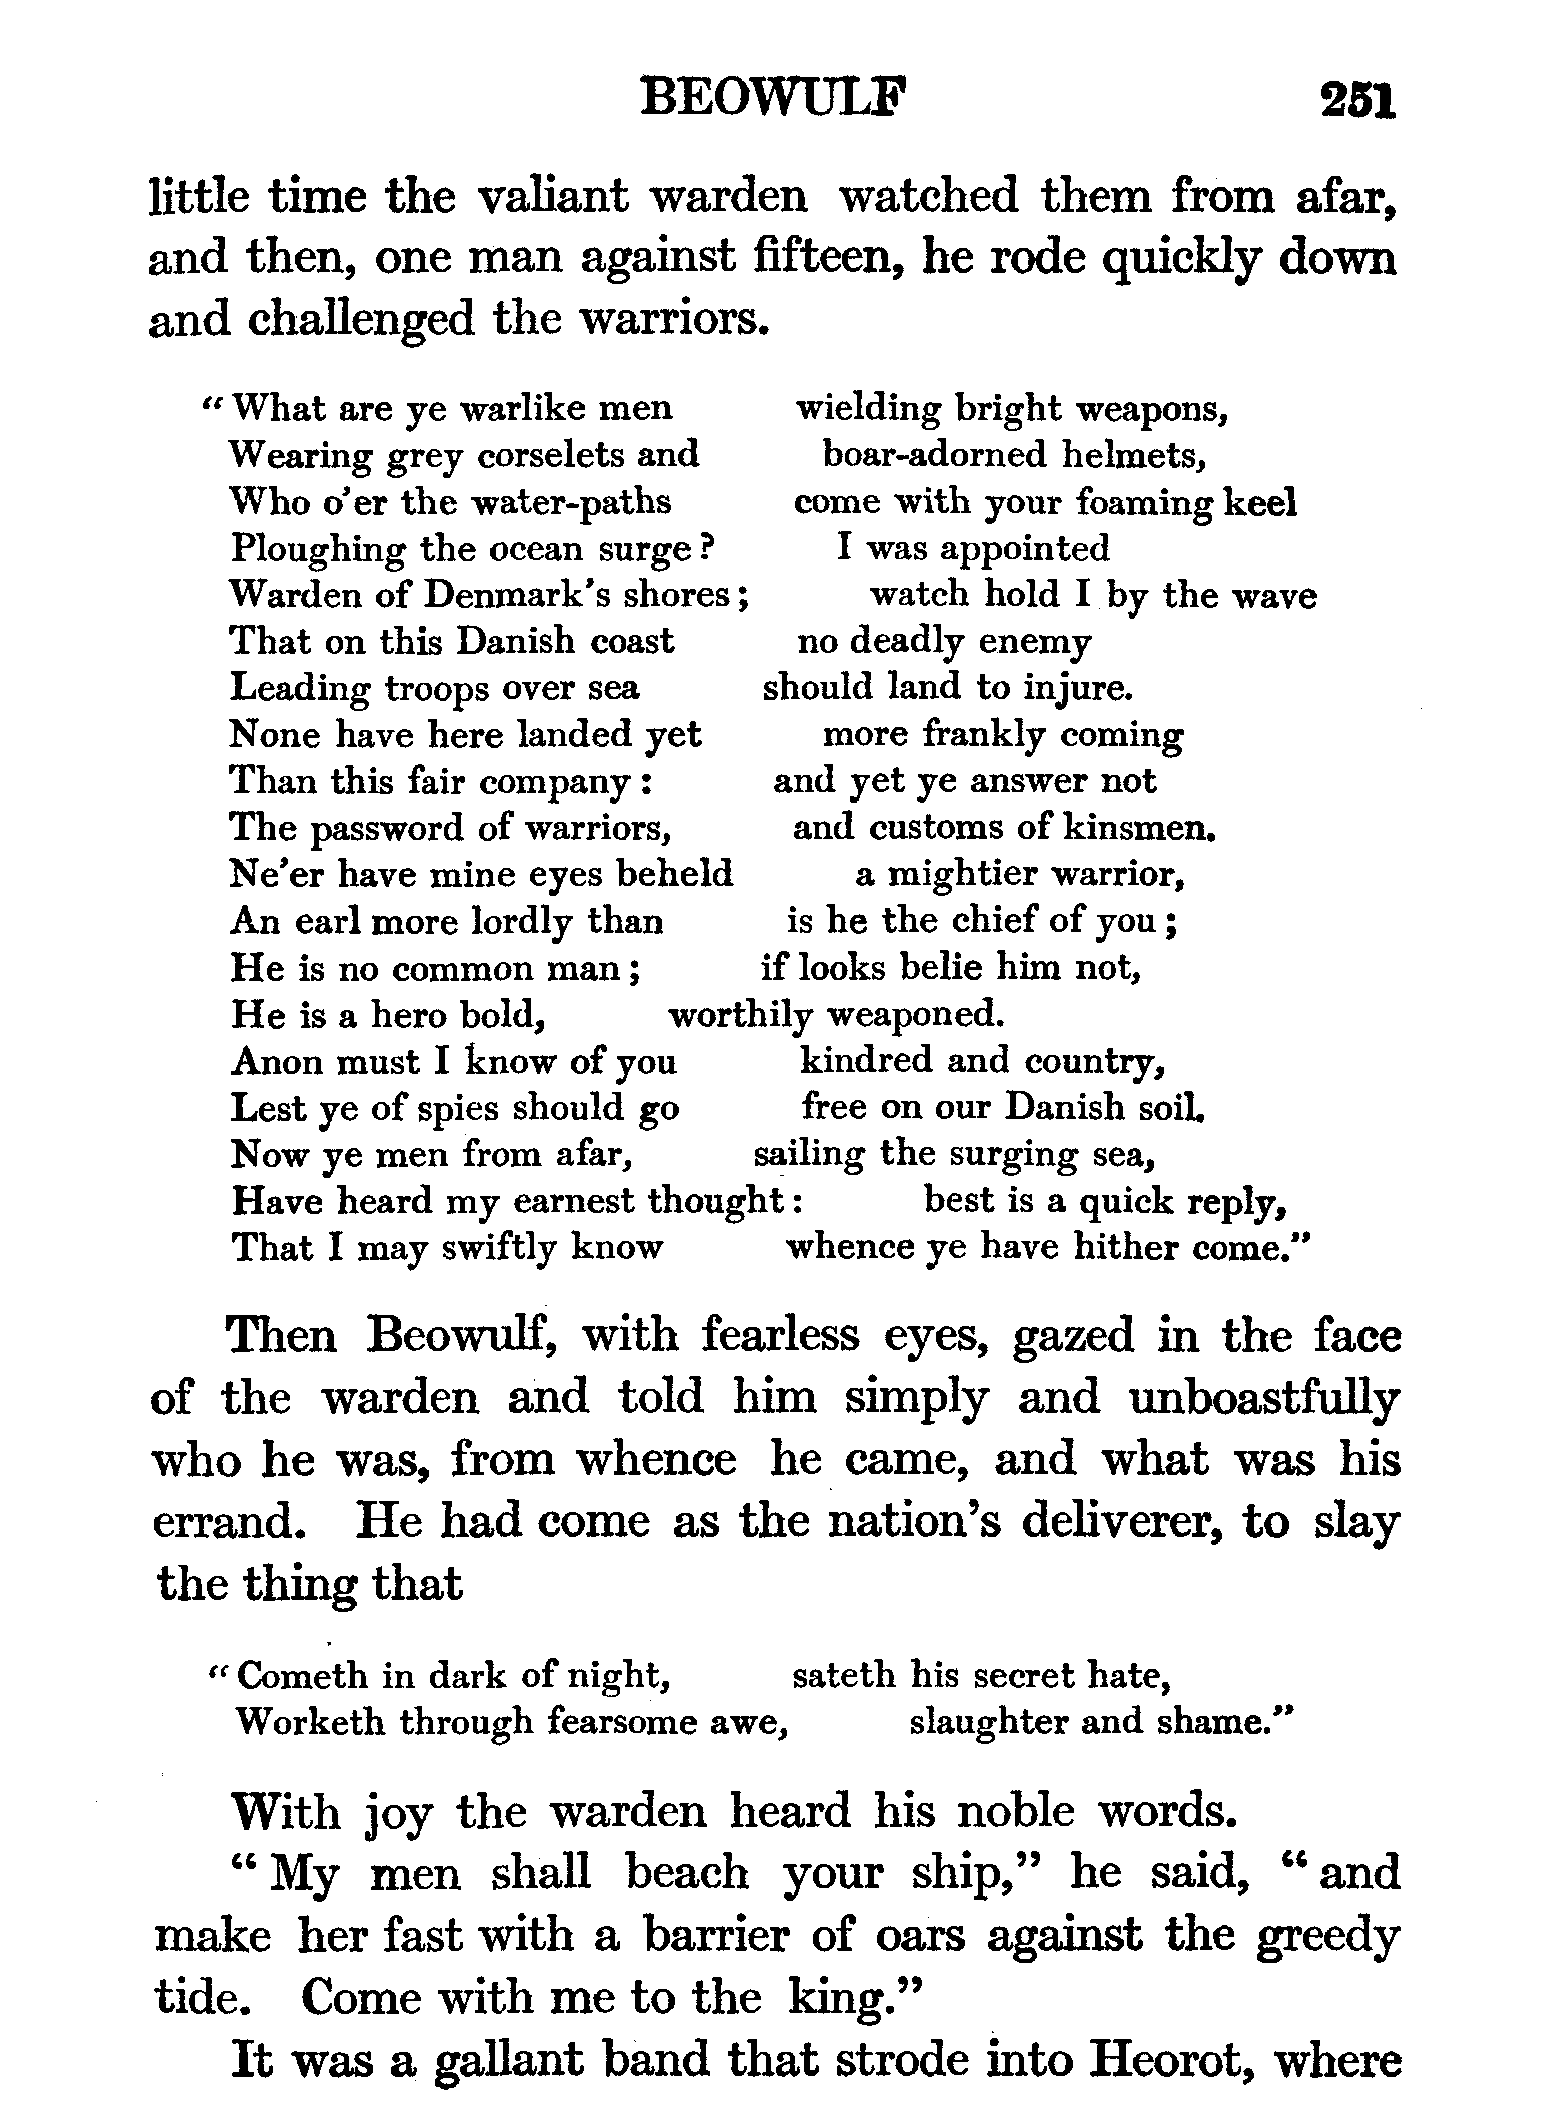 BEOWULF 251
little time the valiant warden watched them from afar,
and then, one man against fifteen, he rode quickly down
and challenged the warriors.
“What are ye warlike men wielding bright weapons,
Wearing grey corselets and boar-adorned helmets,
Who o’er the water-paths come with your foaming keel
Ploughing the ocean surge? I was appointed
Warden of Denmark’s shores; watch hold I by the wave
That on this Danish coast no deadly enemy
Leading troops over sea should land to injure.
None have here landed yet more frankly coming
Than this fair company: and yet ye answer not
The password of warriors, and customs of kinsmen.
Ne’er have mine eyes beheld a mightier warrior,
An earl more lordly than is he the chief of you;
He is no common man; if looks belie him not,
He is a hero bold, worthily weaponed.
Anon must I know of you kindred and country,
Lest ye of spies should go free on our Danish soil.
Now ye men from afar, sailing the surging sea,
Have heard my earnest thought: best is a quick reply,
That I may swiftly know whence ye have hither come.”
Then Beowulf, with fearless eyes, gazed in the face
of the warden and told him simply and unboastfully
who he was, from whence he came, and what was his
errand. He had come as the nation’s deliverer, to slay
the thing that
“Cometh in dark of night, sateth his secret hate,
Worketh through fearsome awe, slaughter and shame.”
With joy the warden heard his noble words.
“My men shall beach your ship,” he said, “and
make her fast with a barrier of oars against the greedy
tide. Come with me to the king.”
It was a gallant band that strode into Heorot, where